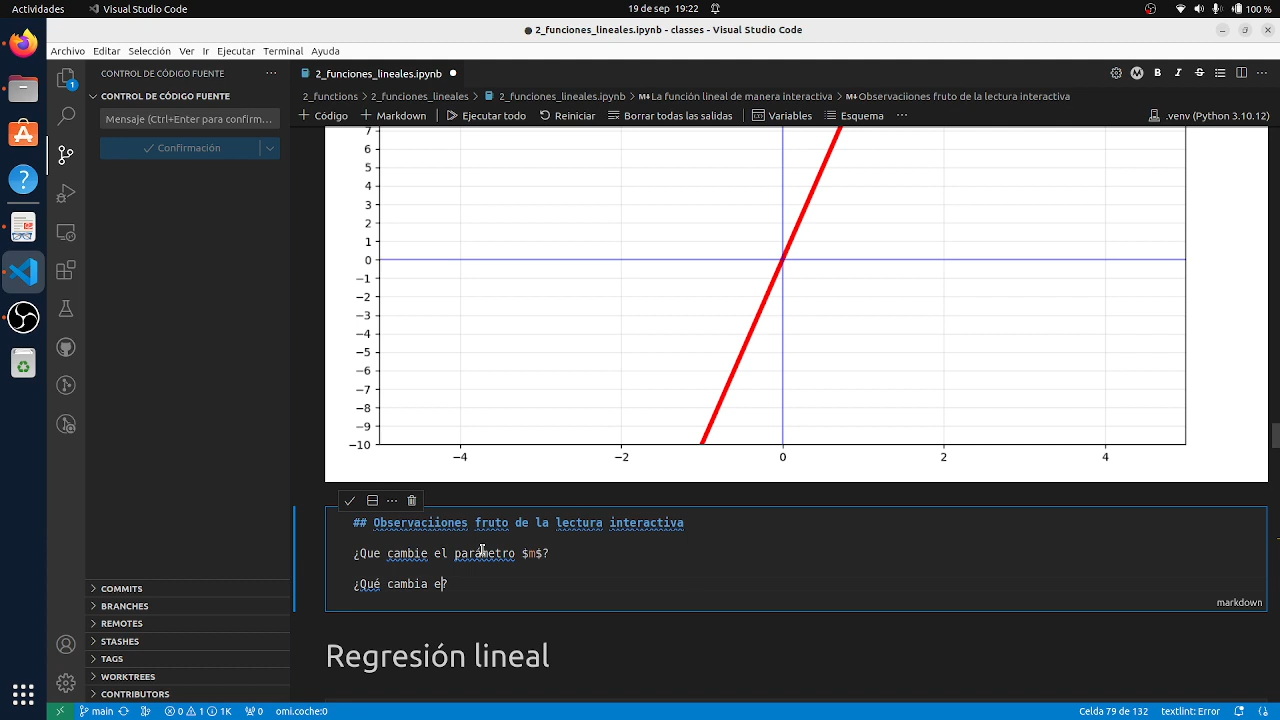 Actividades
Visual Studio Code
19 de sep 19:22
100 %
2_funciones_lineales.ipynb - classes - Visual Studio Code
Archivo Editar Selección Ver Ir Ejecutar Terminal Ayuda
CONTROL DE CÓDIGO FUENTE
2_funciones_lineales.ipynb
CONTROL DE CÓDIGO FUENTE
2_functions > 2_funciones_lineales > 2_funciones_lineales.ipynb > La función lineal de manera interactiva > Observaciiones fruto de la lectura interactiva
Mensaje (Ctrl+Enter para confirm...
Confirmación
+ Código + Markdown Ejecutar todo Reiniciar Borrar todas las salidas Variables Esquema ... .venv (Python 3.10.12)
7
6
5
4
3
2
1
0
−1
−2
−3
−4
−5
−6
−7
−8
−9
−10
−4 −2 0 2 4
## Observaciiones fruto de la lectura interactiva
¿Que cambie el parámetro $m$?
¿Qué cambia e?
markdown
Regresión lineal
COMMITS
BRANCHES
REMOTES
STASHES
TAGS
WORKTREES
CONTRIBUTORS
main 0 1 1K 0 omi.coche:0
Celda 79 de 132 textlint: Error